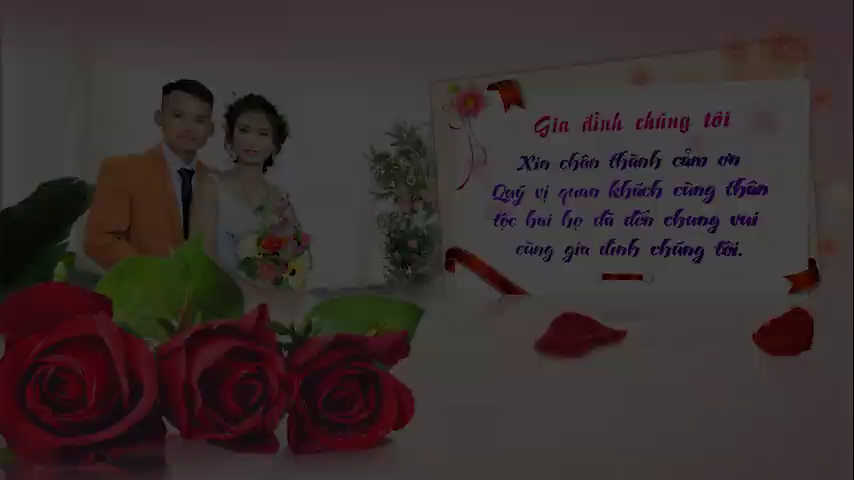 Gia đình chúng tôi
Xin chân thành cảm ơn
Quý vị quan khách cùng thân
tộc hai họ đã đến chung vui
cùng gia đình chúng tôi.